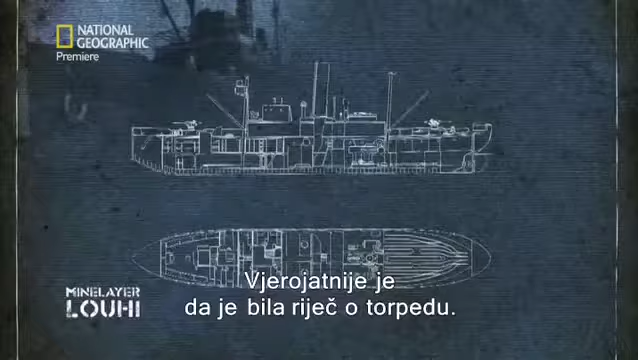 NATIONAL
GEOGRAPHIC
Premiere
MINELAYER
LOUHI
Vjerojatnije je
da je bila riječ o torpedu.